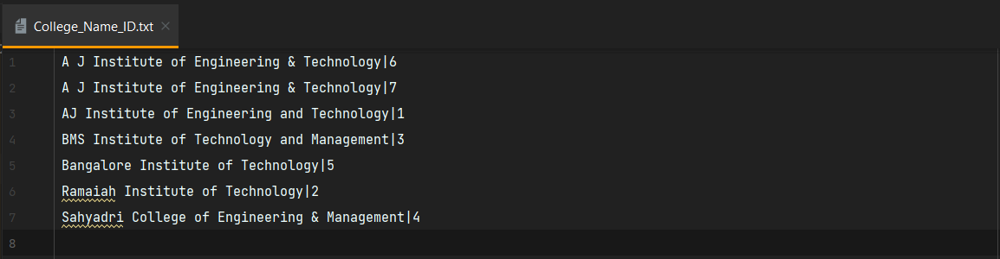 College_Name_ID.txt
1 A J Institute of Engineering & Technology|6
2 A J Institute of Engineering & Technology|7
3 AJ Institute of Engineering and Technology|1
4 BMS Institute of Technology and Management|3
5 Bangalore Institute of Technology|5
6 Ramaiah Institute of Technology|2
7 Sahyadri College of Engineering & Management|4
8